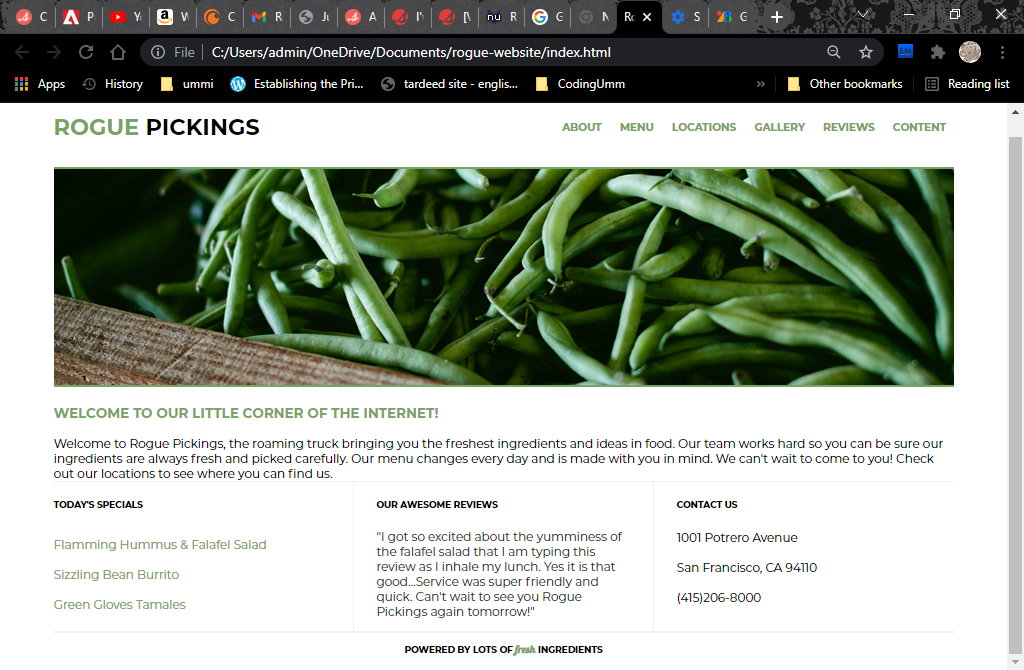 C P Y W C R Ju A I' [\ R G N Ro S G
File C:/Users/admin/OneDrive/Documents/rogue-website/index.html
Apps History ummi Establishing the Pri... tardeed site - englis... CodingUmm » Other bookmarks Reading list
ROGUE PICKINGS ABOUT MENU LOCATIONS GALLERY REVIEWS CONTENT
WELCOME TO OUR LITTLE CORNER OF THE INTERNET!
Welcome to Rogue Pickings, the roaming truck bringing you the freshest ingredients and ideas in food. Our team works hard so you can be sure our
ingredients are always fresh and picked carefully. Our menu changes every day and is made with you in mind. We can't wait to come to you! Check
out our locations to see where you can find us.
TODAY'S SPECIALS
Flamming Hummus & Falafel Salad
Sizzling Bean Burrito
Green Gloves Tamales
OUR AWESOME REVIEWS
"I got so excited about the yumminess of
the falafel salad that I am typing this
review as I inhale my lunch. Yes it is that
good...Service was super friendly and
quick. Can't wait to see you Rogue
Pickings again tomorrow!"
CONTACT US
1001 Potrero Avenue
San Francisco, CA 94110
(415)206-8000
POWERED BY LOTS OF fresh INGREDIENTS